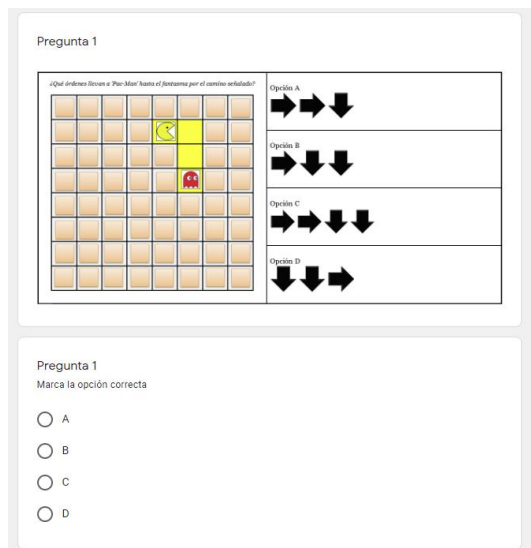 Pregunta 1
¿Qué órdenes llevan a 'Pac-Man' hasta el fantasma por el camino señalado?
Opción A
Opción B
Opción C
Opción D
Pregunta 1
Marca la opción correcta
A
B
C
D